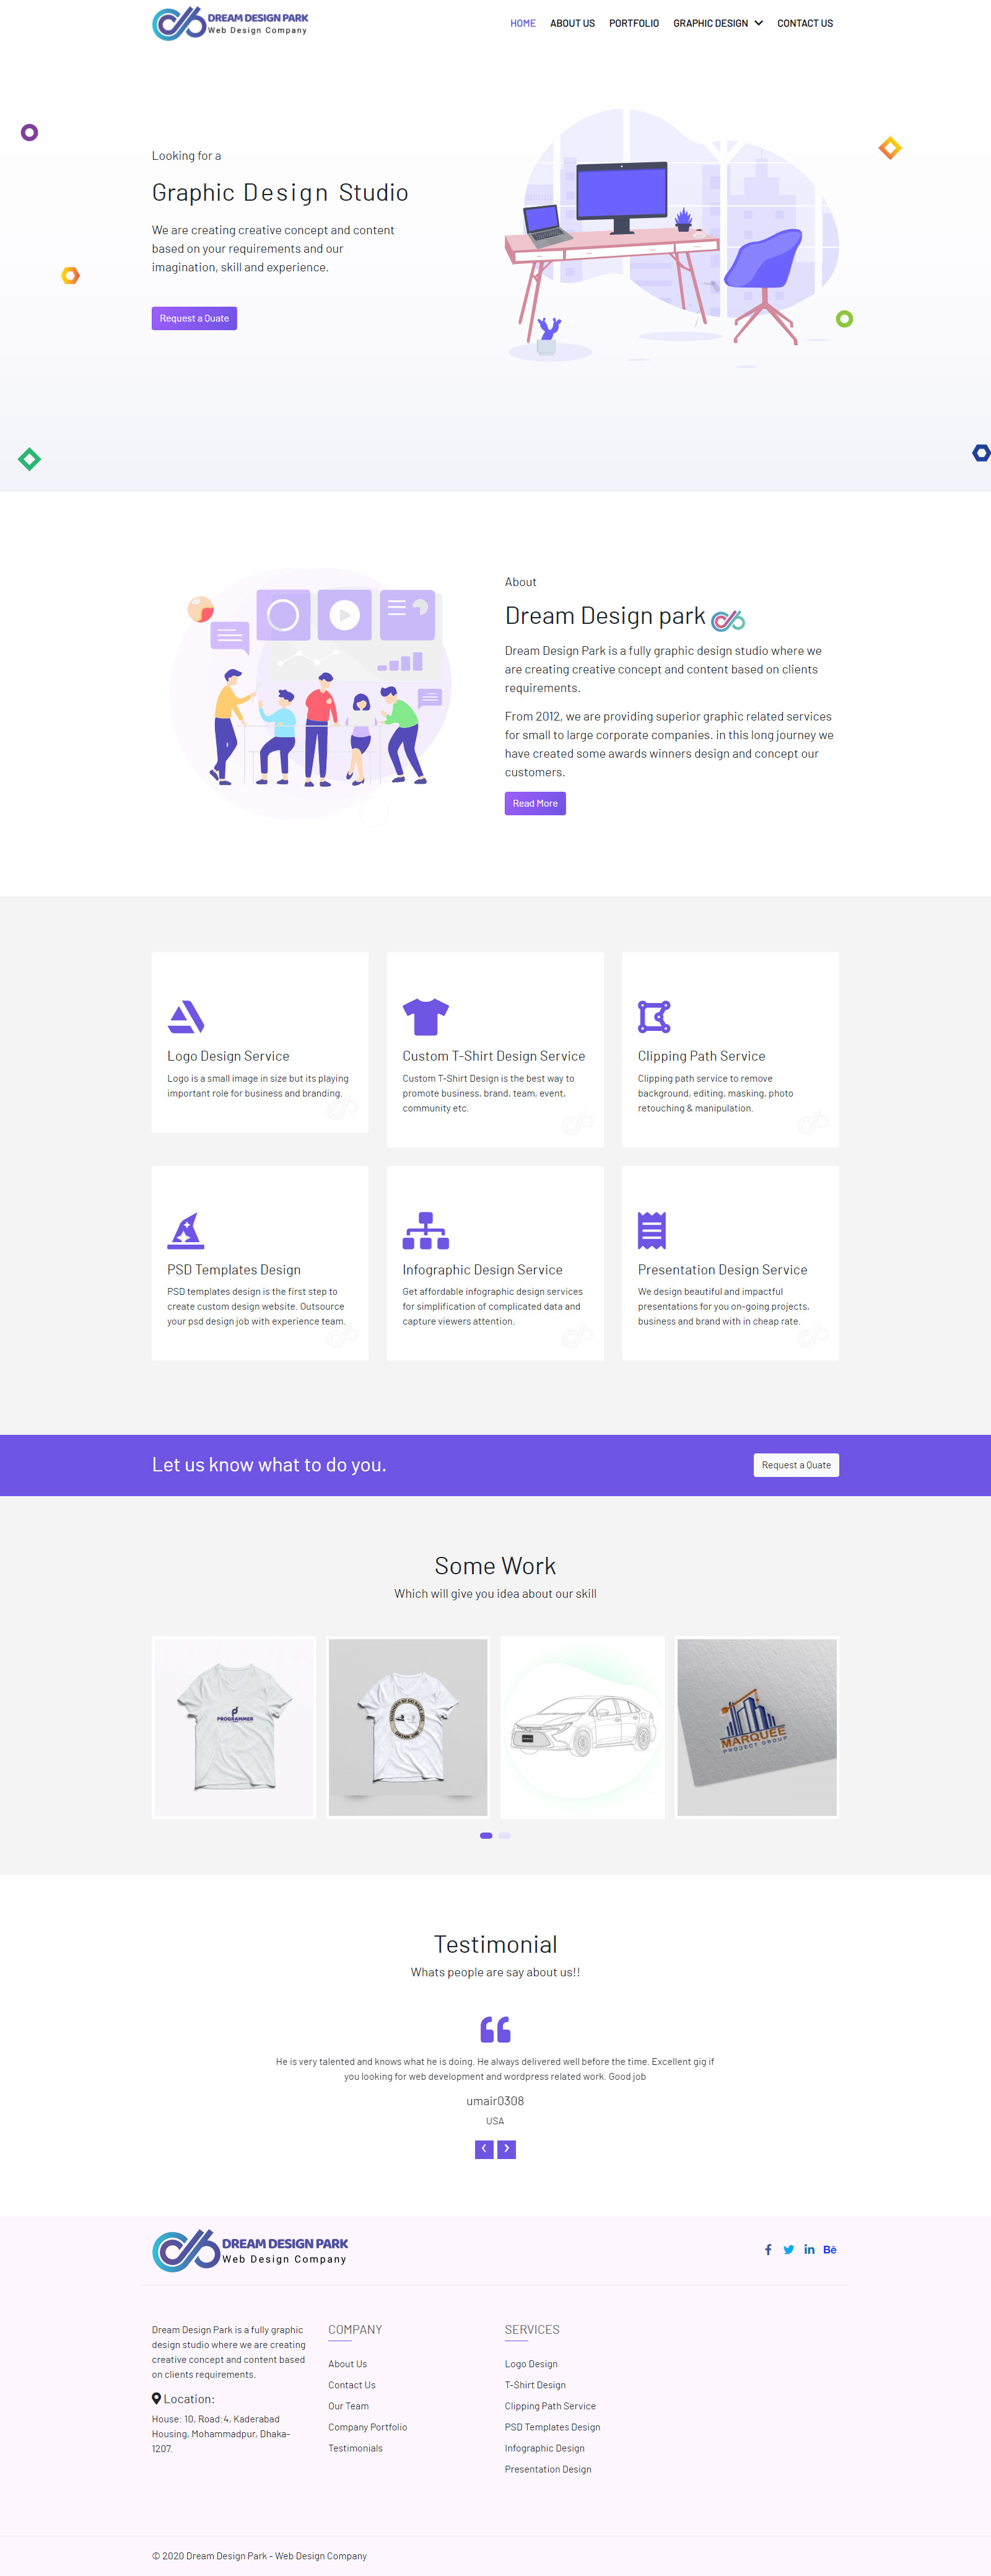 DREAM DESIGN PARK
Web Design Company
HOME ABOUT US PORTFOLIO GRAPHIC DESIGN CONTACT US
Looking for a
Graphic Design Studio
We are creating creative concept and content
based on your requirements and our
imagination, skill and experience.
Request a Quate
About
Dream Design park
Dream Design Park is a fully graphic design studio where we
are creating creative concept and content based on clients
requirements.
From 2012, we are providing superior graphic related services
for small to large corporate companies. in this long journey we
have created some awards winners design and concept our
customers.
Read More
Logo Design Service
Logo is a small image in size but its playing
important role for business and branding.
Custom T-Shirt Design Service
Custom T-Shirt Design is the best way to
promote business, brand, team, event,
community etc.
Clipping Path Service
Clipping path service to remove
background, editing, masking, photo
retouching & manipulation.
PSD Templates Design
PSD templates design is the first step to
create custom design website. Outsource
your psd design job with experience team.
Infographic Design Service
Get affordable infographic design services
for simplification of complicated data and
capture viewers attention.
Presentation Design Service
We design beautiful and impactful
presentations for you on-going projects,
business and brand with in cheap rate.
Let us know what to do you.
Request a Quate
Some Work
Which will give you idea about our skill
PROGRAMMER
MARQUEE
PROJECT GROUP
Testimonial
Whats people are say about us!!
He is very talented and knows what he is doing. He always delivered well before the time. Excellent gig if
you looking for web development and wordpress related work. Good job
umair0308
USA
DREAM DESIGN PARK
Web Design Company
Bē
Dream Design Park is a fully graphic
design studio where we are creating
creative concept and content based
on clients requirements.
Location:
House: 10, Road:4, Kaderabad
Housing, Mohammadpur, Dhaka-
1207.
COMPANY
About Us
Contact Us
Our Team
Company Portfolio
Testimonials
SERVICES
Logo Design
T-Shirt Design
Clipping Path Service
PSD Templates Design
Infographic Design
Presentation Design
© 2020 Dream Design Park - Web Design Company